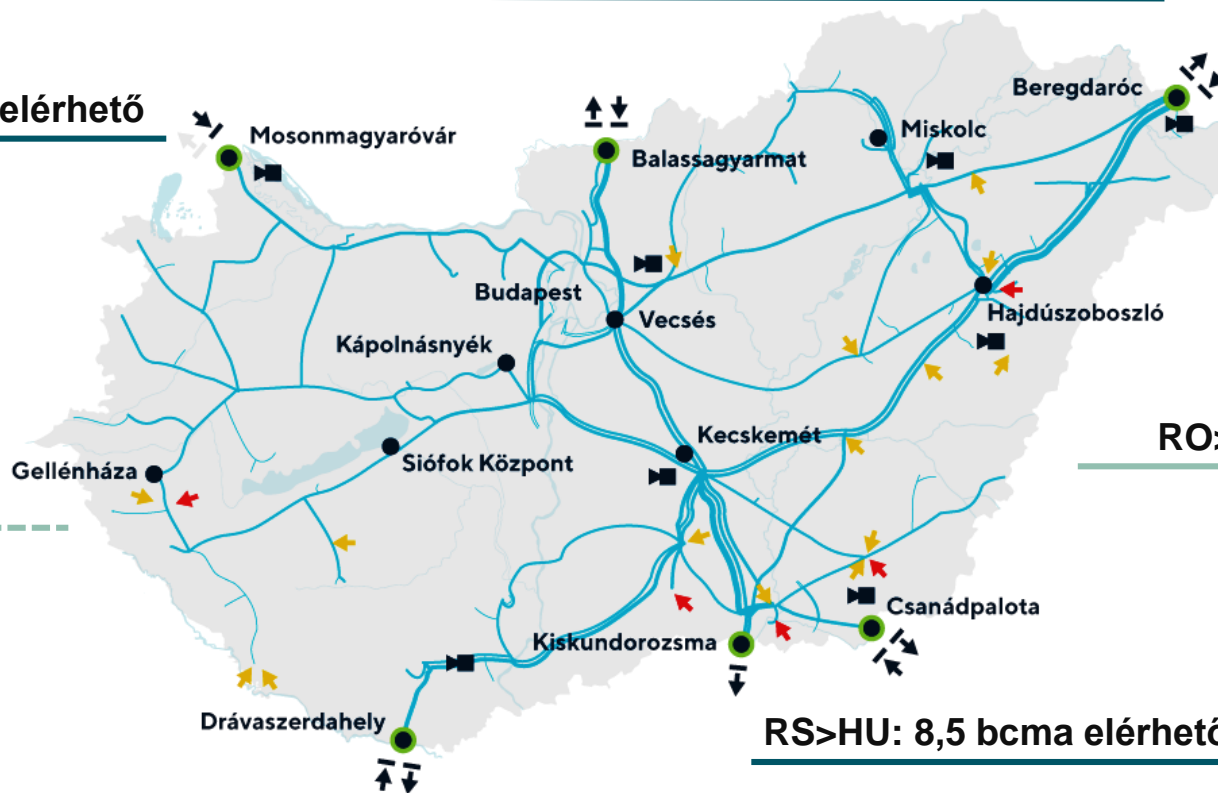 elérhető
Beregdaróc
Mosonmagyaróvár
Miskolc
Balassagyarmat
Budapest
Vecsés
Hajdúszoboszló
Kápolnásnyék
Kecskemét
RO:
Siófok Központ
Gellénháza
Csanádpalota
Kiskundorozsma
Drávaszerdahely
RS>HU: 8,5 bcma elérhető